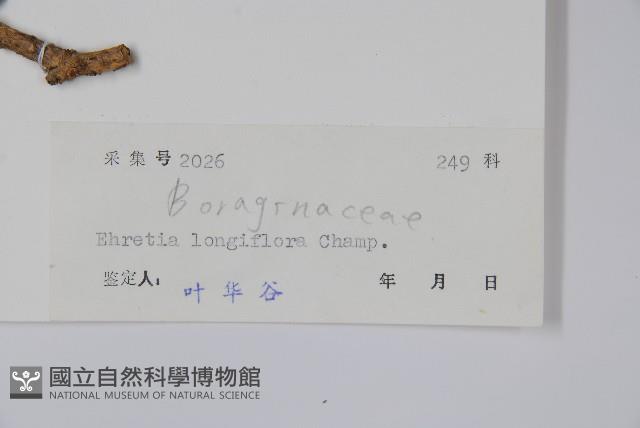 采集号 2026 249 科
Boraginaceae
Ehretia longiflora Champ.
鉴定人: 叶华谷 年 月 日
國立自然科學博物館
NATIONAL MUSEUM OF NATURAL SCIENCE